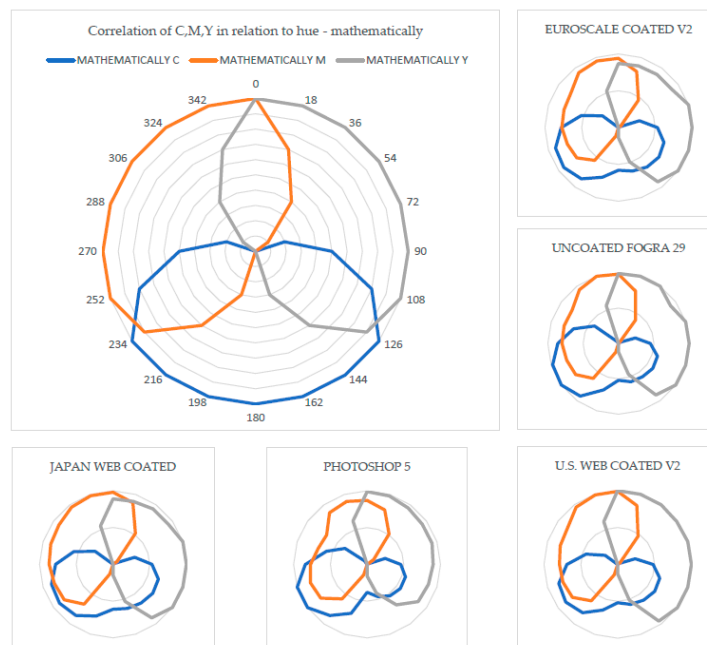 Correlation of C,M,Y in relation to hue - mathematically
MATHEMATICALLY C MATHEMATICALLY M MATHEMATICALLY Y
0
342 18
324 36
306 54
288 72
270 90
252 108
234 126
216 144
198 162
180
EUROSCALE COATED V2
UNCOATED FOGRA 29
JAPAN WEB COATED
PHOTOSHOP 5
U.S. WEB COATED V2